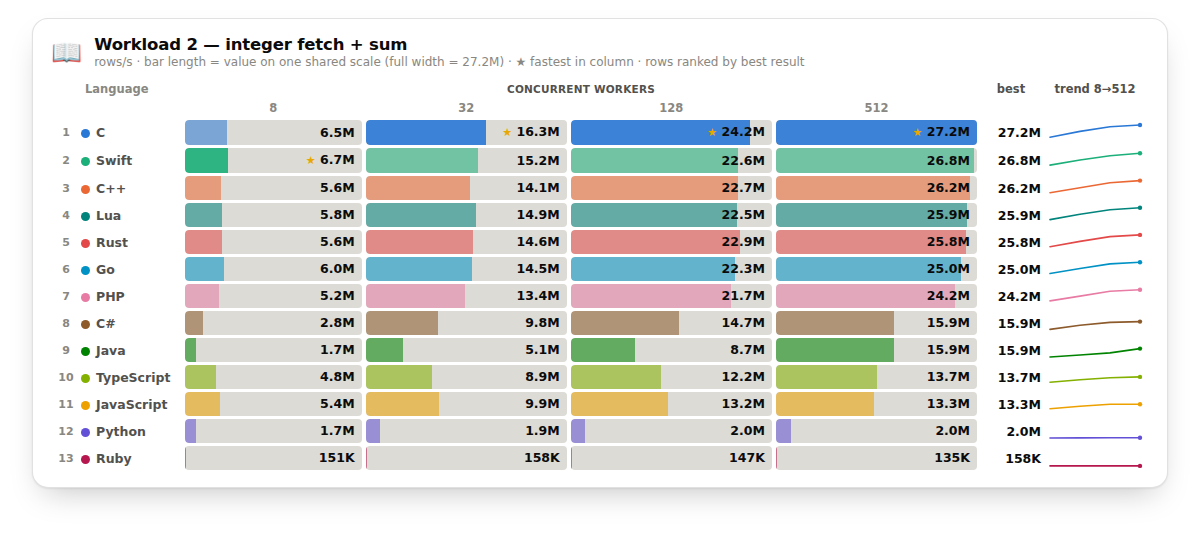 Workload 2 — integer fetch + sum
rows/s · bar length = value on one shared scale (full width = 27.2M) · ★ fastest in column · rows ranked by best result
Language CONCURRENT WORKERS best trend 8→512
8 32 128 512
1 C 6.5M ★ 16.3M ★ 24.2M ★ 27.2M 27.2M
2 Swift ★ 6.7M 15.2M 22.6M 26.8M 26.8M
3 C++ 5.6M 14.1M 22.7M 26.2M 26.2M
4 Lua 5.8M 14.9M 22.5M 25.9M 25.9M
5 Rust 5.6M 14.6M 22.9M 25.8M 25.8M
6 Go 6.0M 14.5M 22.3M 25.0M 25.0M
7 PHP 5.2M 13.4M 21.7M 24.2M 24.2M
8 C# 2.8M 9.8M 14.7M 15.9M 15.9M
9 Java 1.7M 5.1M 8.7M 15.9M 15.9M
10 TypeScript 4.8M 8.9M 12.2M 13.7M 13.7M
11 JavaScript 5.4M 9.9M 13.2M 13.3M 13.3M
12 Python 1.7M 1.9M 2.0M 2.0M 2.0M
13 Ruby 151K 158K 147K 135K 158K